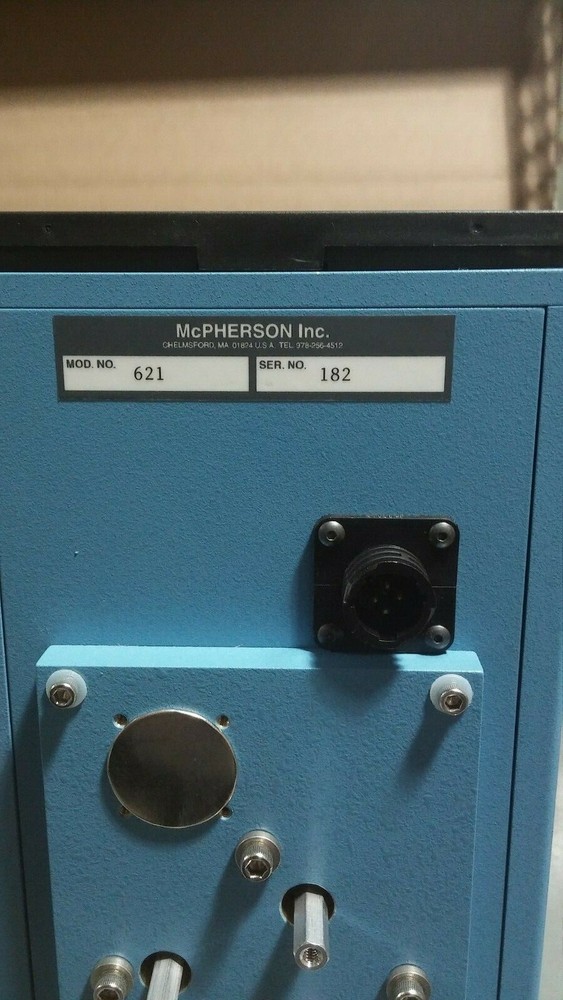 McPHERSON Inc.
CHELMSFORD, MA 01824 U.S.A. TEL. 978-256-4512
MOD. NO. 621 SER. NO. 182